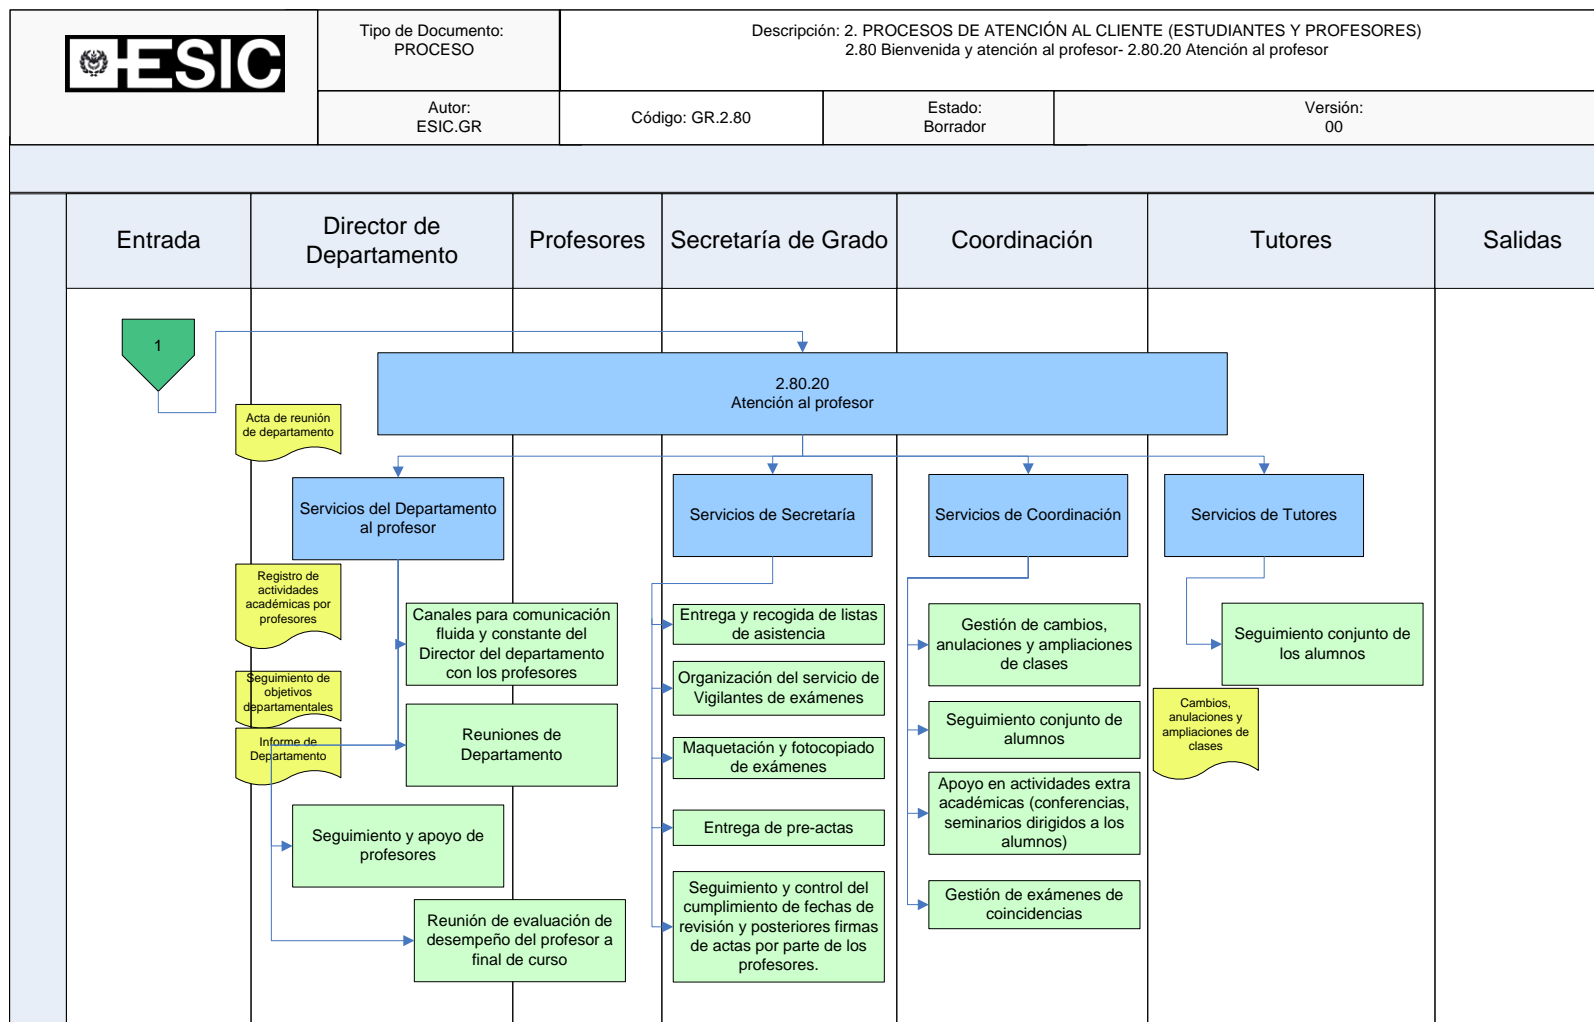 ESIC
Tipo de Documento:
PROCESO
Descripción: 2. PROCESOS DE ATENCIÓN AL CLIENTE (ESTUDIANTES Y PROFESORES)
2.80 Bienvenida y atención al profesor- 2.80.20 Atención al profesor
Autor:
ESIC.GR
Código: GR.2.80
Estado:
Borrador
Versión:
00
Entrada
Director de
Departamento
Profesores
Secretaría de Grado
Coordinación
Tutores
Salidas
1
2.80.20
Atención al profesor
Acta de reunión
de departamento
Servicios del Departamento
al profesor
Servicios de Secretaría
Servicios de Coordinación
Servicios de Tutores
Registro de
actividades
académicas por
profesores
Seguimiento de
objetivos
departamentales
Informe de
Departamento
Canales para comunicación
fluida y constante del
Director del departamento
con los profesores
Reuniones de
Departamento
Seguimiento y apoyo de
profesores
Reunión de evaluación de
desempeño del profesor a
final de curso
Entrega y recogida de listas
de asistencia
Organización del servicio de
Vigilantes de exámenes
Maquetación y fotocopiado
de exámenes
Entrega de pre-actas
Seguimiento y control del
cumplimiento de fechas de
revisión y posteriores firmas
de actas por parte de los
profesores.
Gestión de cambios,
anulaciones y ampliaciones
de clases
Seguimiento conjunto de
alumnos
Apoyo en actividades extra
académicas (conferencias,
seminarios dirigidos a los
alumnos)
Gestión de exámenes de
coincidencias
Seguimiento conjunto de
los alumnos
Cambios,
anulaciones y
ampliaciones de
clases